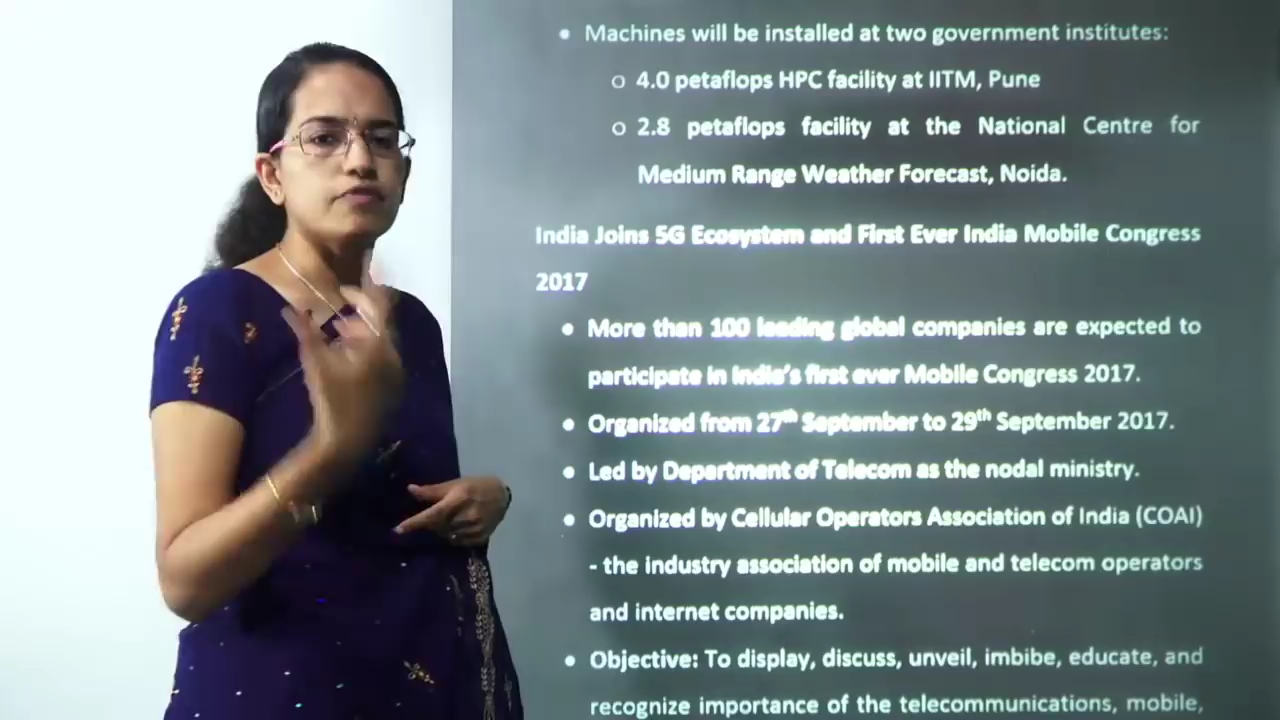 • Machines will be installed at two government institutes:
o 4.0 petaflops HPC facility at IITM, Pune
o 2.8 petaflops facility at the National Centre for
Medium Range Weather Forecast, Noida.
India Joins 5G Ecosystem and First Ever India Mobile Congress
2017
• More than 100 leading global companies are expected to
participate in India's first ever Mobile Congress 2017.
• Organized from 27th September to 29th September 2017.
• Led by Department of Telecom as the nodal ministry.
• Organized by Cellular Operators Association of India (COAI)
- the industry association of mobile and telecom operators
and internet companies.
• Objective: To display, discuss, unveil, imbibe, educate, and
recognize importance of the telecommunications, mobile,